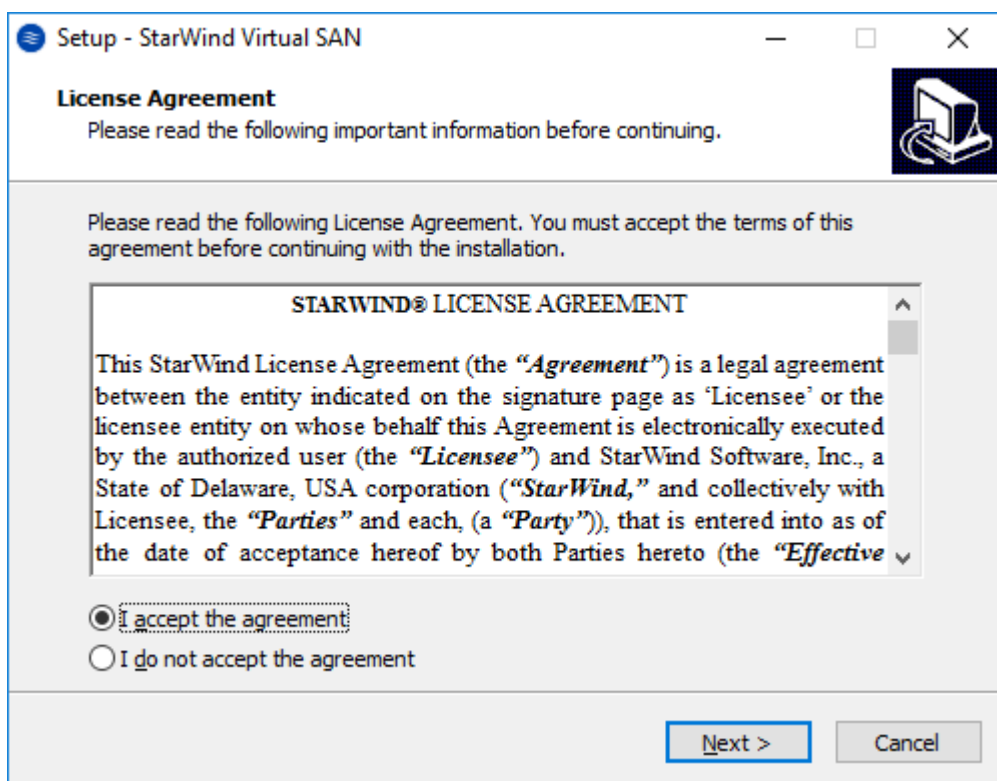 Setup - StarWind Virtual SAN
License Agreement
Please read the following important information before continuing.
Please read the following License Agreement. You must accept the terms of this
agreement before continuing with the installation.
STARWIND® LICENSE AGREEMENT
This StarWind License Agreement (the “Agreement”) is a legal agreement
between the entity indicated on the signature page as ‘Licensee’ or the
licensee entity on whose behalf this Agreement is electronically executed
by the authorized user (the “Licensee”) and StarWind Software, Inc., a
State of Delaware, USA corporation (“StarWind,” and collectively with
Licensee, the “Parties” and each, (a “Party”)), that is entered into as of
the date of acceptance hereof by both Parties hereto (the “Effective
I accept the agreement
I do not accept the agreement
Next >
Cancel